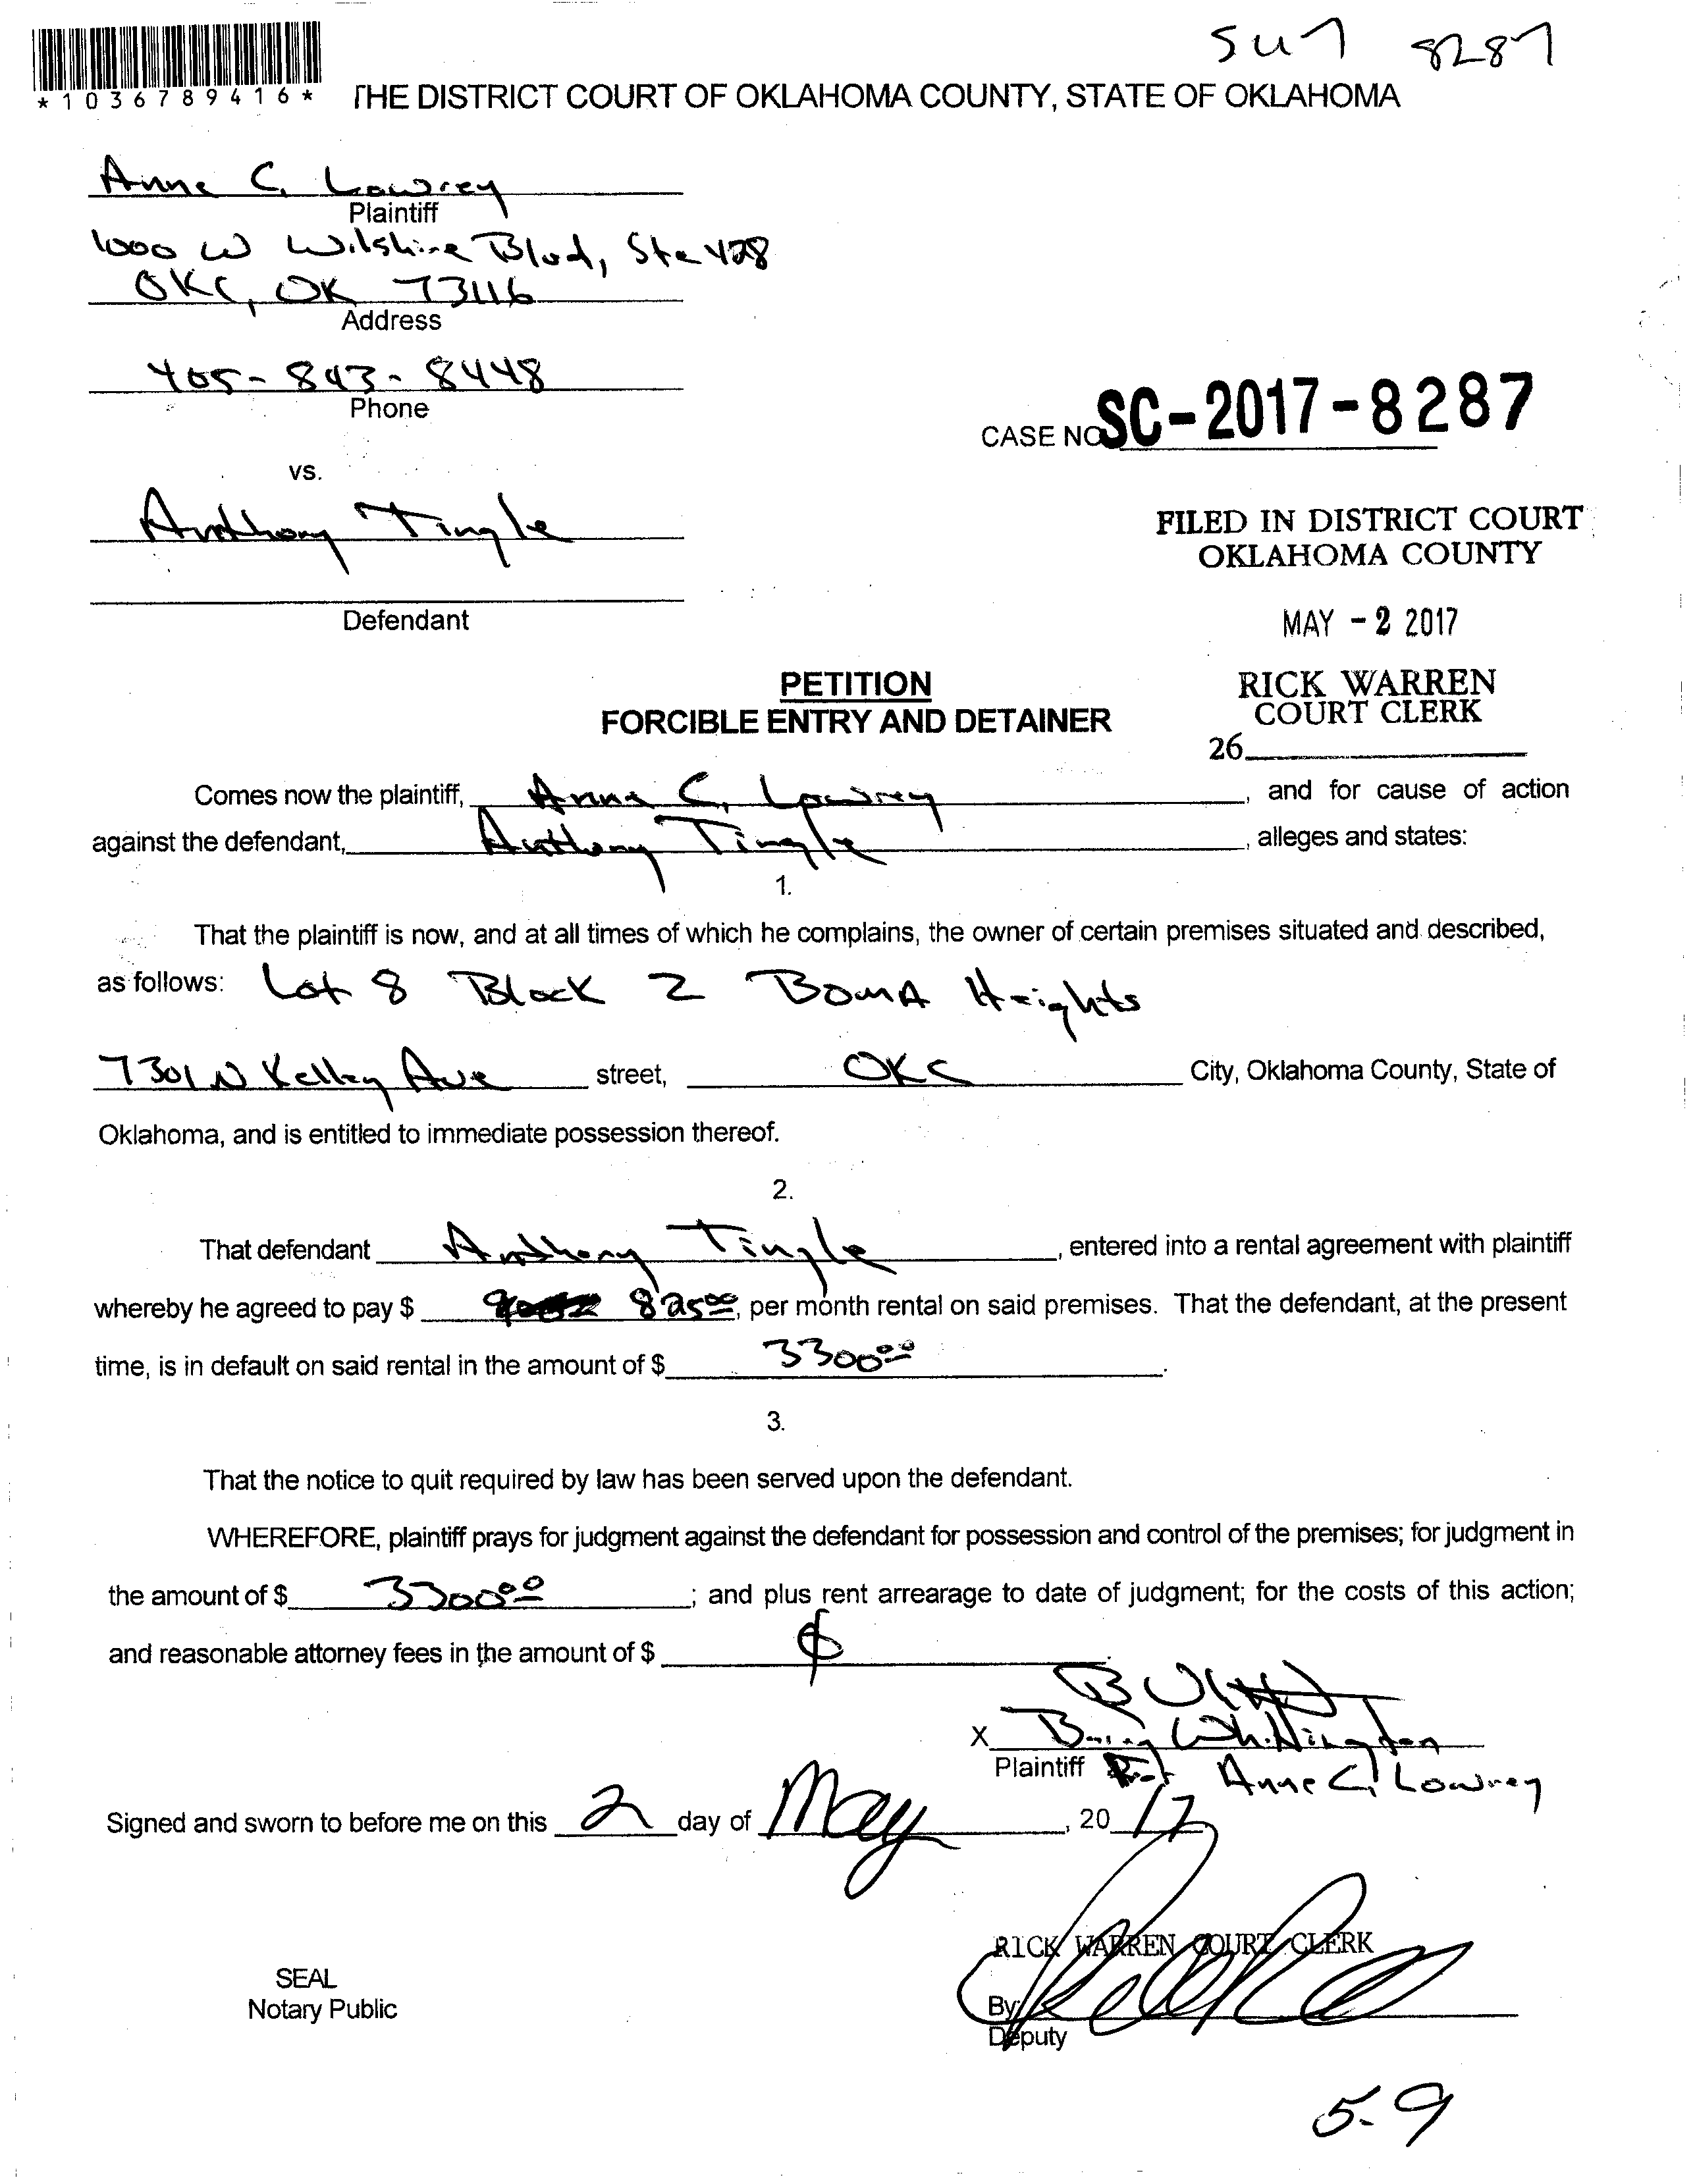 SC17 8287
*1036789416*
THE DISTRICT COURT OF OKLAHOMA COUNTY, STATE OF OKLAHOMA
Anne C. Lowrey
Plaintiff
1000 W Wilshire Blvd, Ste 428
OKC, OK 73116
Address
405-843-8448
Phone
CASE NO SC-2017-8287
vs.
Anthony Tingle
Defendant
FILED IN DISTRICT COURT
OKLAHOMA COUNTY
MAY - 2 2017
RICK WARREN
COURT CLERK
26
PETITION
FORCIBLE ENTRY AND DETAINER
Comes now the plaintiff, Anne C. Lowrey, and for cause of action
against the defendant, Anthony Tingle, alleges and states:
1.
That the plaintiff is now, and at all times of which he complains, the owner of certain premises situated and described,
as follows: Lot 8 Block 2 BomA Heights
7301 N Kelley Ave street, OKC City, Oklahoma County, State of
Oklahoma, and is entitled to immediate possession thereof.
2.
That defendant Anthony Tingle, entered into a rental agreement with plaintiff
whereby he agreed to pay $ 825.00, per month rental on said premises. That the defendant, at the present
time, is in default on said rental in the amount of $ 3300.00.
3.
That the notice to quit required by law has been served upon the defendant.
WHEREFORE, plaintiff prays for judgment against the defendant for possession and control of the premises; for judgment in
the amount of $ 3300.00; and plus rent arrearage to date of judgment; for the costs of this action;
and reasonable attorney fees in the amount of $
X Barry Whittington
Plaintiff Anne C. Lowrey
Signed and sworn to before me on this 2 day of May, 2017
RICK WARREN COURT CLERK
SEAL
Notary Public
By:
Deputy
5-9